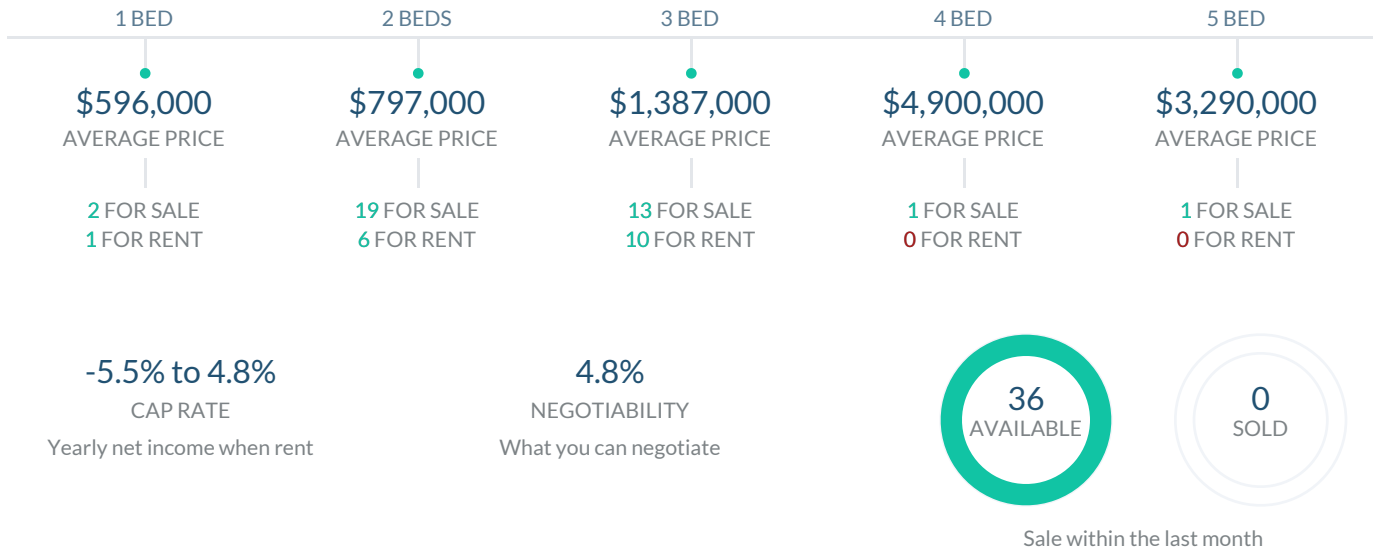 1 BED
2 BEDS
3 BED
4 BED
5 BED
$596,000
$797,000
$1,387,000
$4,900,000
$3,290,000
AVERAGE PRICE
AVERAGE PRICE
AVERAGE PRICE
AVERAGE PRICE
AVERAGE PRICE
2 FOR SALE
19 FOR SALE
13 FOR SALE
1 FOR SALE
1 FOR SALE
1 FOR RENT
6 FOR RENT
10 FOR RENT
0 FOR RENT
0 FOR RENT
-5.5% to 4.8%
CAP RATE
Yearly net income when rent
4.8%
NEGOTIABILITY
What you can negotiate
36
AVAILABLE
0
SOLD
Sale within the last month